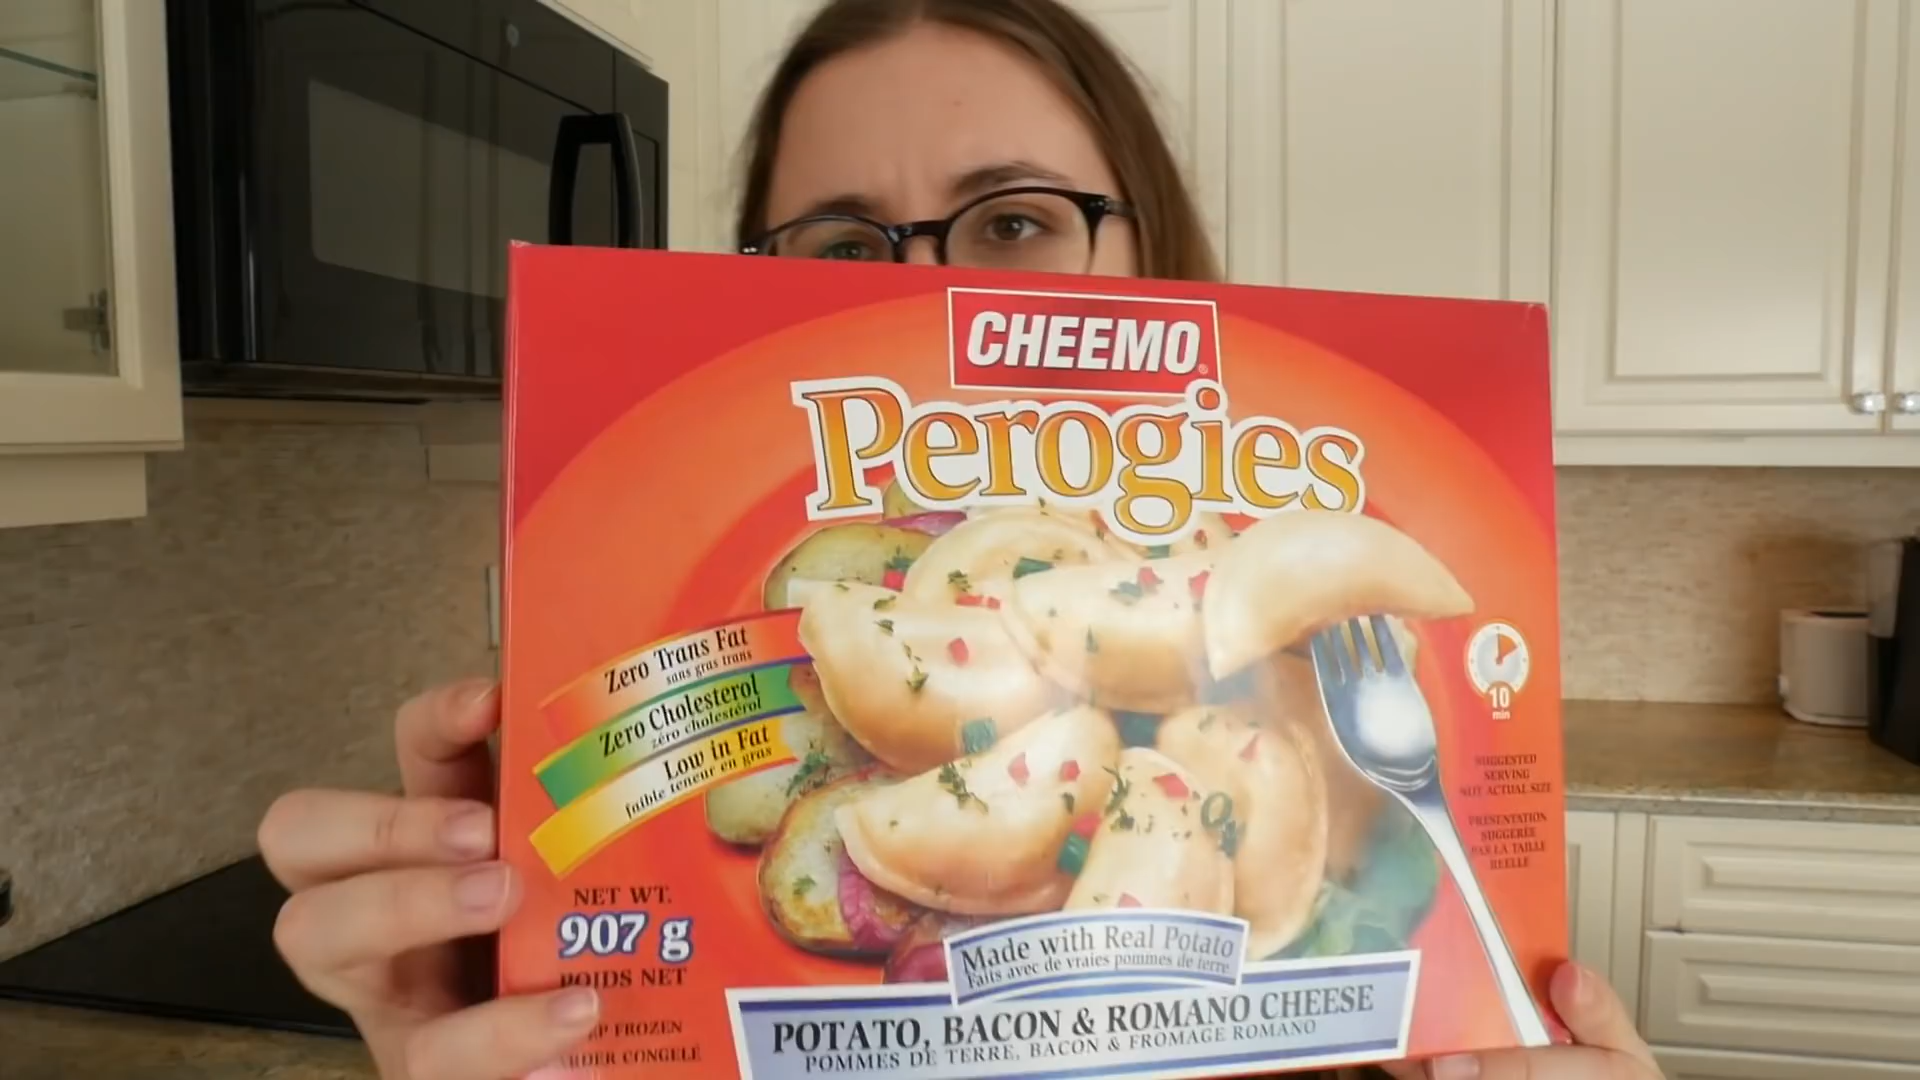 CHEEMO
Perogies
Zero Trans Fat
sans gras trans
Zero Cholesterol
zéro cholestérol
Low in Fat
faible teneur en gras
10
min
SUGGESTED
SERVING
NOT ACTUAL SIZE
PRÉSENTATION
SUGGÉRÉE
PAS LA TAILLE
RÉELLE
NET WT.
907 g
POIDS NET
FROZEN
CONGELÉ
Made with Real Potato
Faits avec de vraies pommes de terre
POTATO, BACON & ROMANO CHEESE
POMMES DE TERRE, BACON & FROMAGE ROMANO